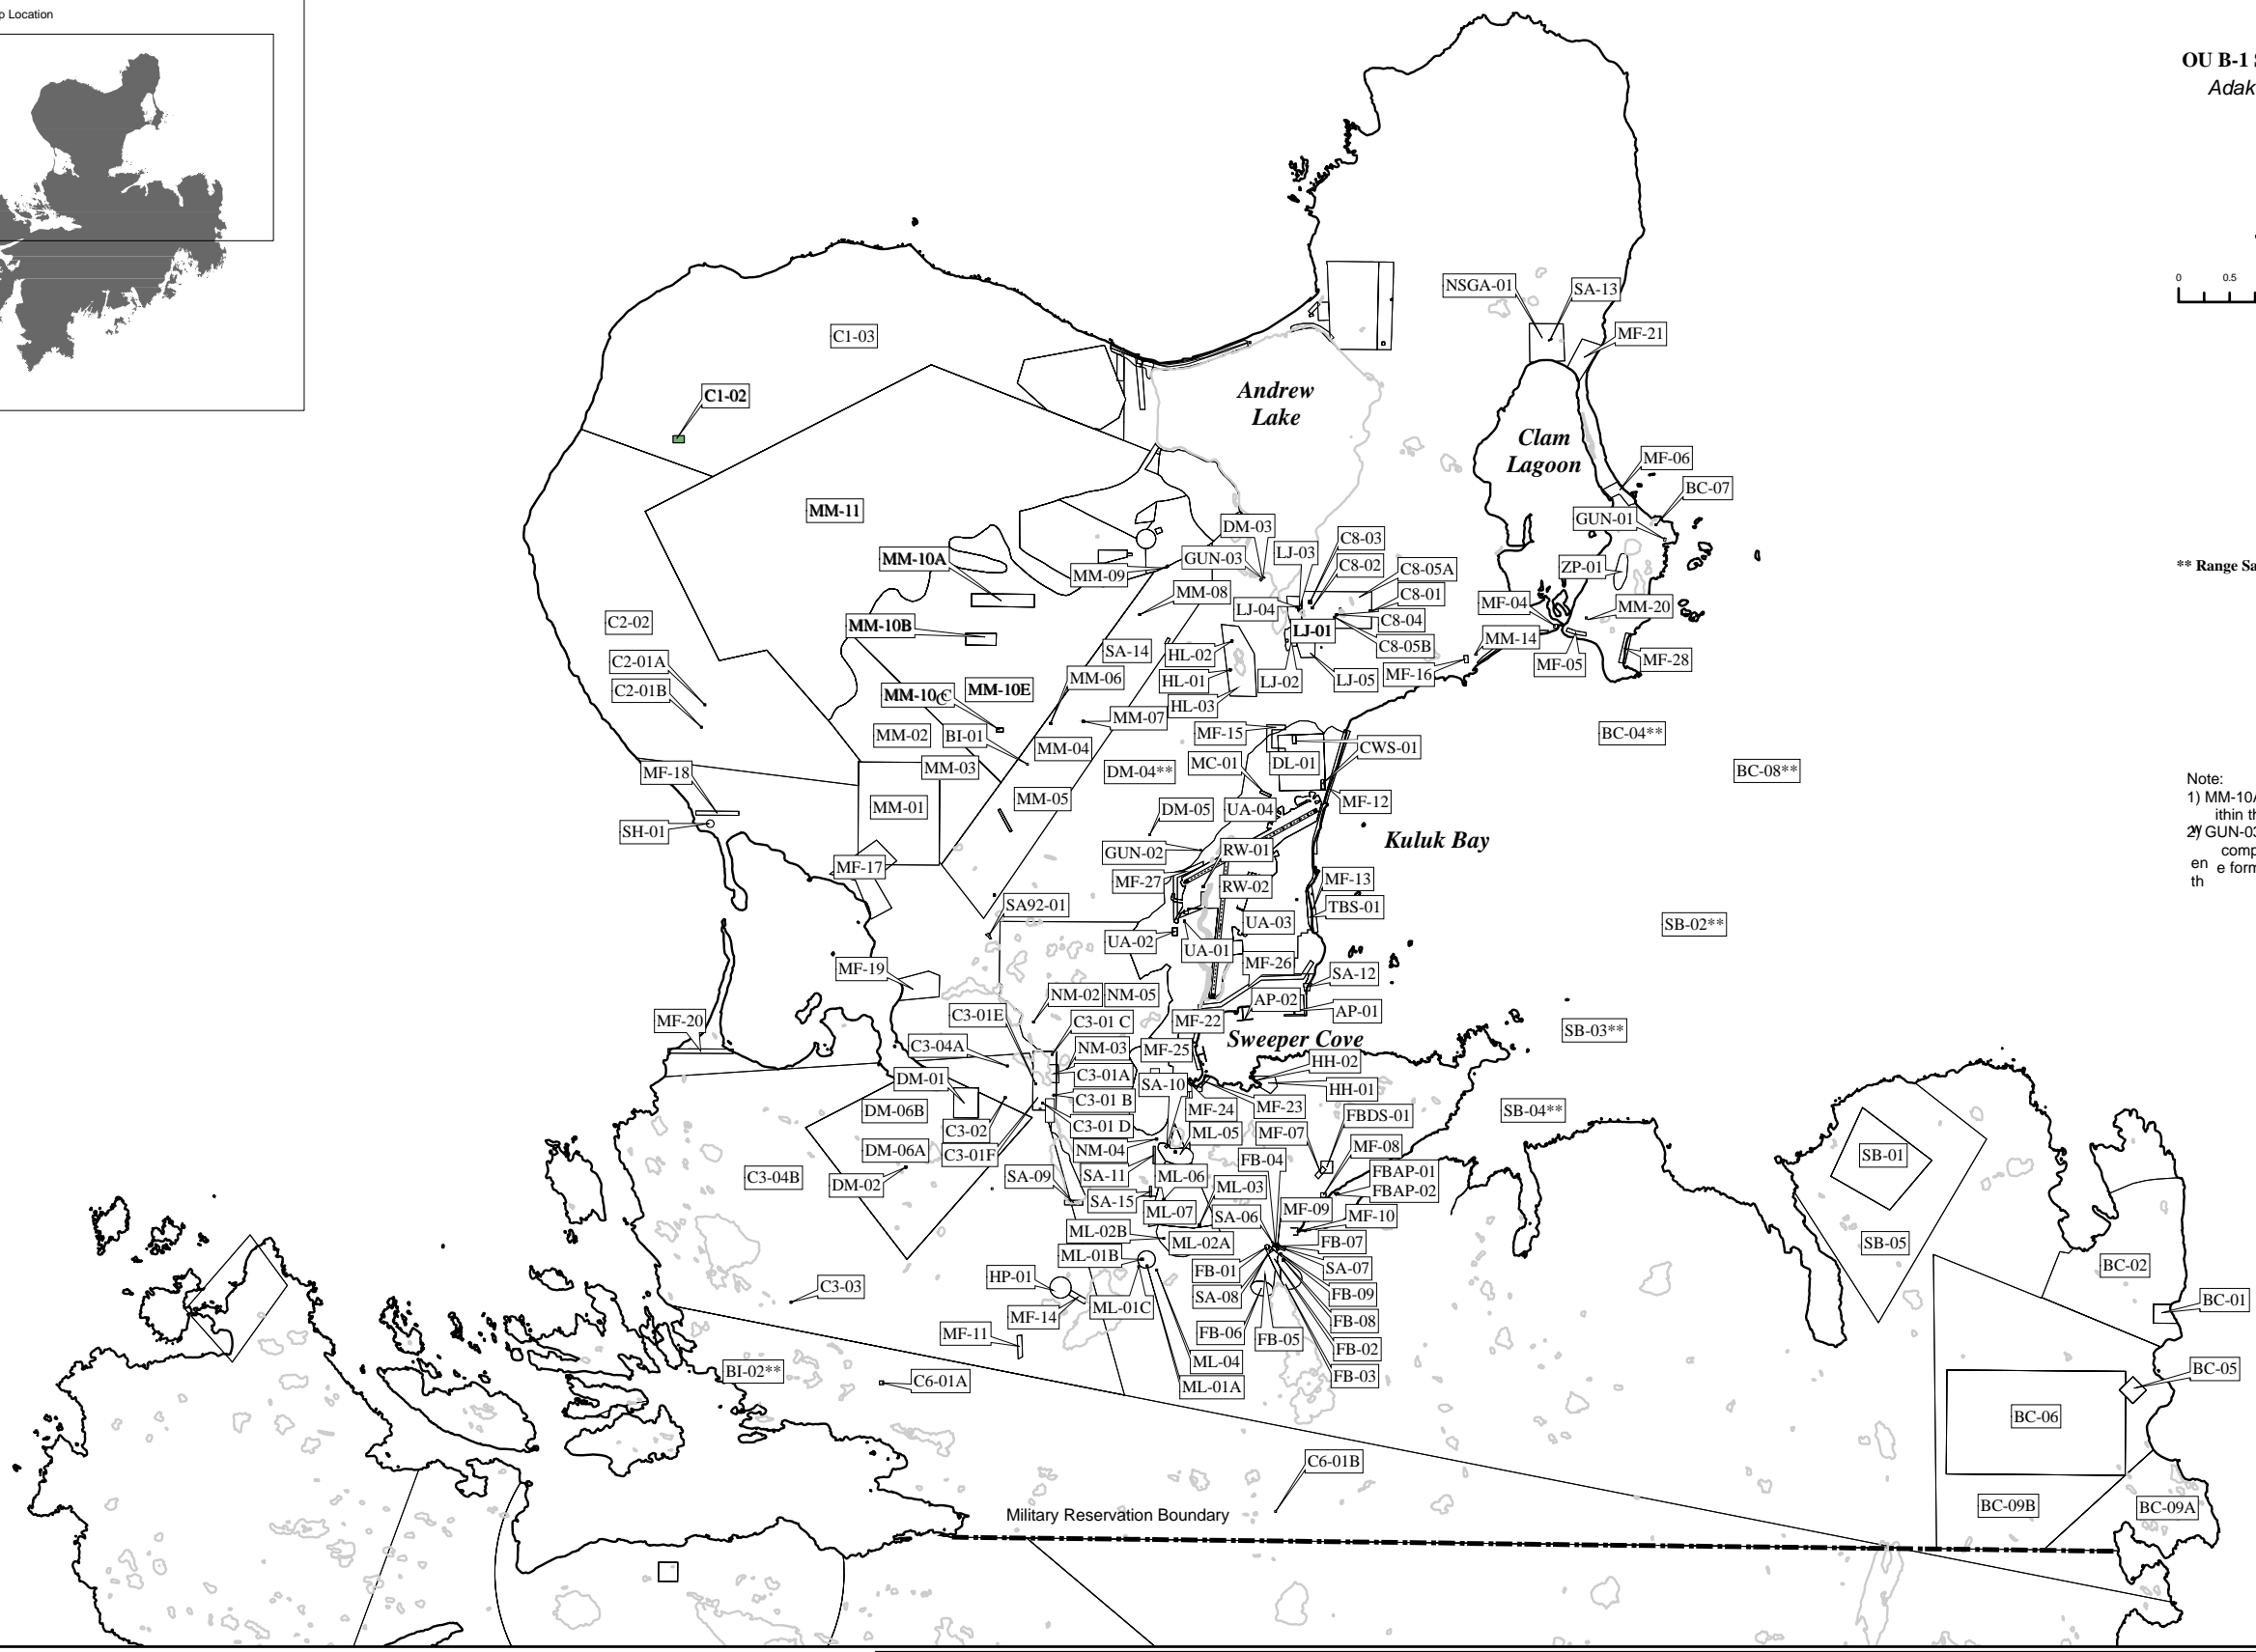 p Location
OU B-1 S
Adak
0 0.5
** Range Sa
Note:
1) MM-10A
ithin th
2) GUN-03
comp
en e form
th
NSGA-01
SA-13
MF-21
C1-03
C1-02
Andrew
Lake
Clam
Lagoon
MF-06
BC-07
GUN-01
ZP-01
MF-04
MM-20
MM-14
MF-05
MF-28
MF-16
MM-11
MM-10A
MM-10B
MM-10 C
MM-10E
MM-09
MM-08
DM-03
GUN-03
LJ-03
C8-03
C8-02
C8-05A
C8-01
C8-04
C8-05B
LJ-04
LJ-01
LJ-02
LJ-05
SA-14
HL-02
HL-01
HL-03
MM-06
MM-07
C2-02
C2-01A
C2-01B
MM-02
BI-01
MM-04
MM-03
MM-01
MM-05
MF-18
SH-01
MF-17
MF-15
CWS-01
MC-01
DL-01
DM-04**
DM-05
UA-04
MF-12
BC-04**
BC-08**
Kuluk Bay
GUN-02
RW-01
MF-27
RW-02
MF-13
TBS-01
SA92-01
UA-03
UA-02
UA-01
SB-02**
MF-26
SA-12
MF-19
NM-02
NM-05
AP-02
AP-01
C3-01E
C3-01 C
MF-22
MF-20
Sweeper Cove
SB-03**
C3-04A
NM-03
MF-25
HH-02
DM-01
C3-01A
SA-10
HH-01
DM-06B
C3-01 B
MF-24
MF-23
FBDS-01
SB-04**
C3-02
C3-01 D
ML-05
MF-07
MF-08
DM-06A
C3-01F
NM-04
FB-04
SB-01
C3-04B
DM-02
SA-09
SA-11
ML-06
ML-03
FBAP-01
FBAP-02
SA-15
ML-07
SA-06
MF-09
MF-10
ML-02B
ML-02A
FB-07
SB-05
ML-01B
FB-01
SA-07
BC-02
HP-01
C3-03
SA-08
FB-09
BC-01
MF-14
ML-01C
FB-08
MF-11
FB-06
FB-05
FB-02
ML-04
FB-03
BI-02**
C6-01A
ML-01A
BC-05
BC-06
C6-01B
BC-09B
BC-09A
Military Reservation Boundary